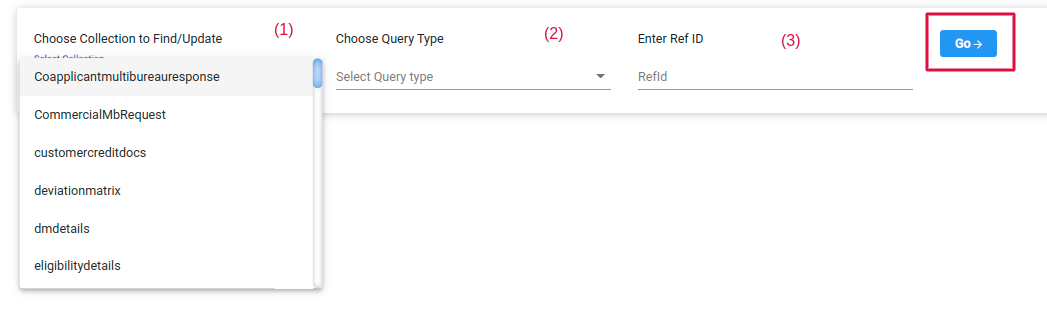 Choose Collection to Find/Update
(1)
Choose Query Type
(2)
Enter Ref ID
(3)
Go →
Select Collection
Select Query type
RefId
Coapplicantmultibureauresponse
CommercialMbRequest
customercreditdocs
deviationmatrix
dmdetails
eligibilitydetails